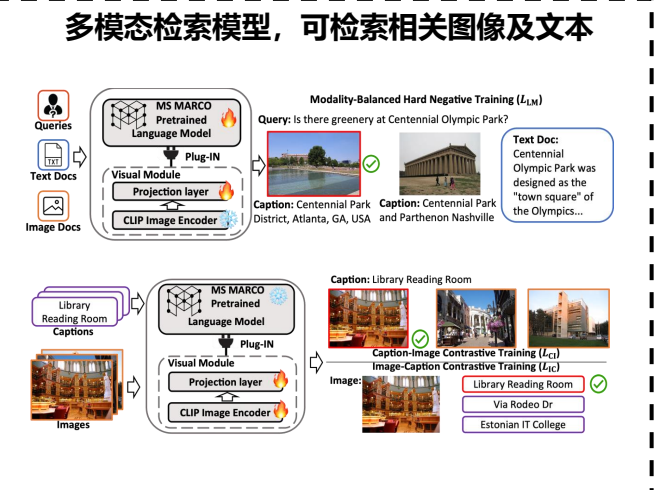 多模态检索模型，可检索相关图像及文本
Queries
TXT
Text Docs
Image Docs
MS MARCO
Pretrained
Language Model
Plug-IN
Visual Module
Projection layer
CLIP Image Encoder
Modality-Balanced Hard Negative Training (L_LM)
Query: Is there greenery at Centennial Olympic Park?
Caption: Centennial Park
District, Atlanta, GA, USA
Caption: Centennial Park
and Parthenon Nashville
Text Doc:
Centennial
Olympic Park was
designed as the
"town square" of
the Olympics...
Library
Reading Room
Captions
Images
MS MARCO
Pretrained
Language Model
Plug-IN
Visual Module
Projection layer
CLIP Image Encoder
Caption: Library Reading Room
Caption-Image Contrastive Training (L_CI)
Image-Caption Contrastive Training (L_IC)
Image:
Library Reading Room
Via Rodeo Dr
Estonian IT College